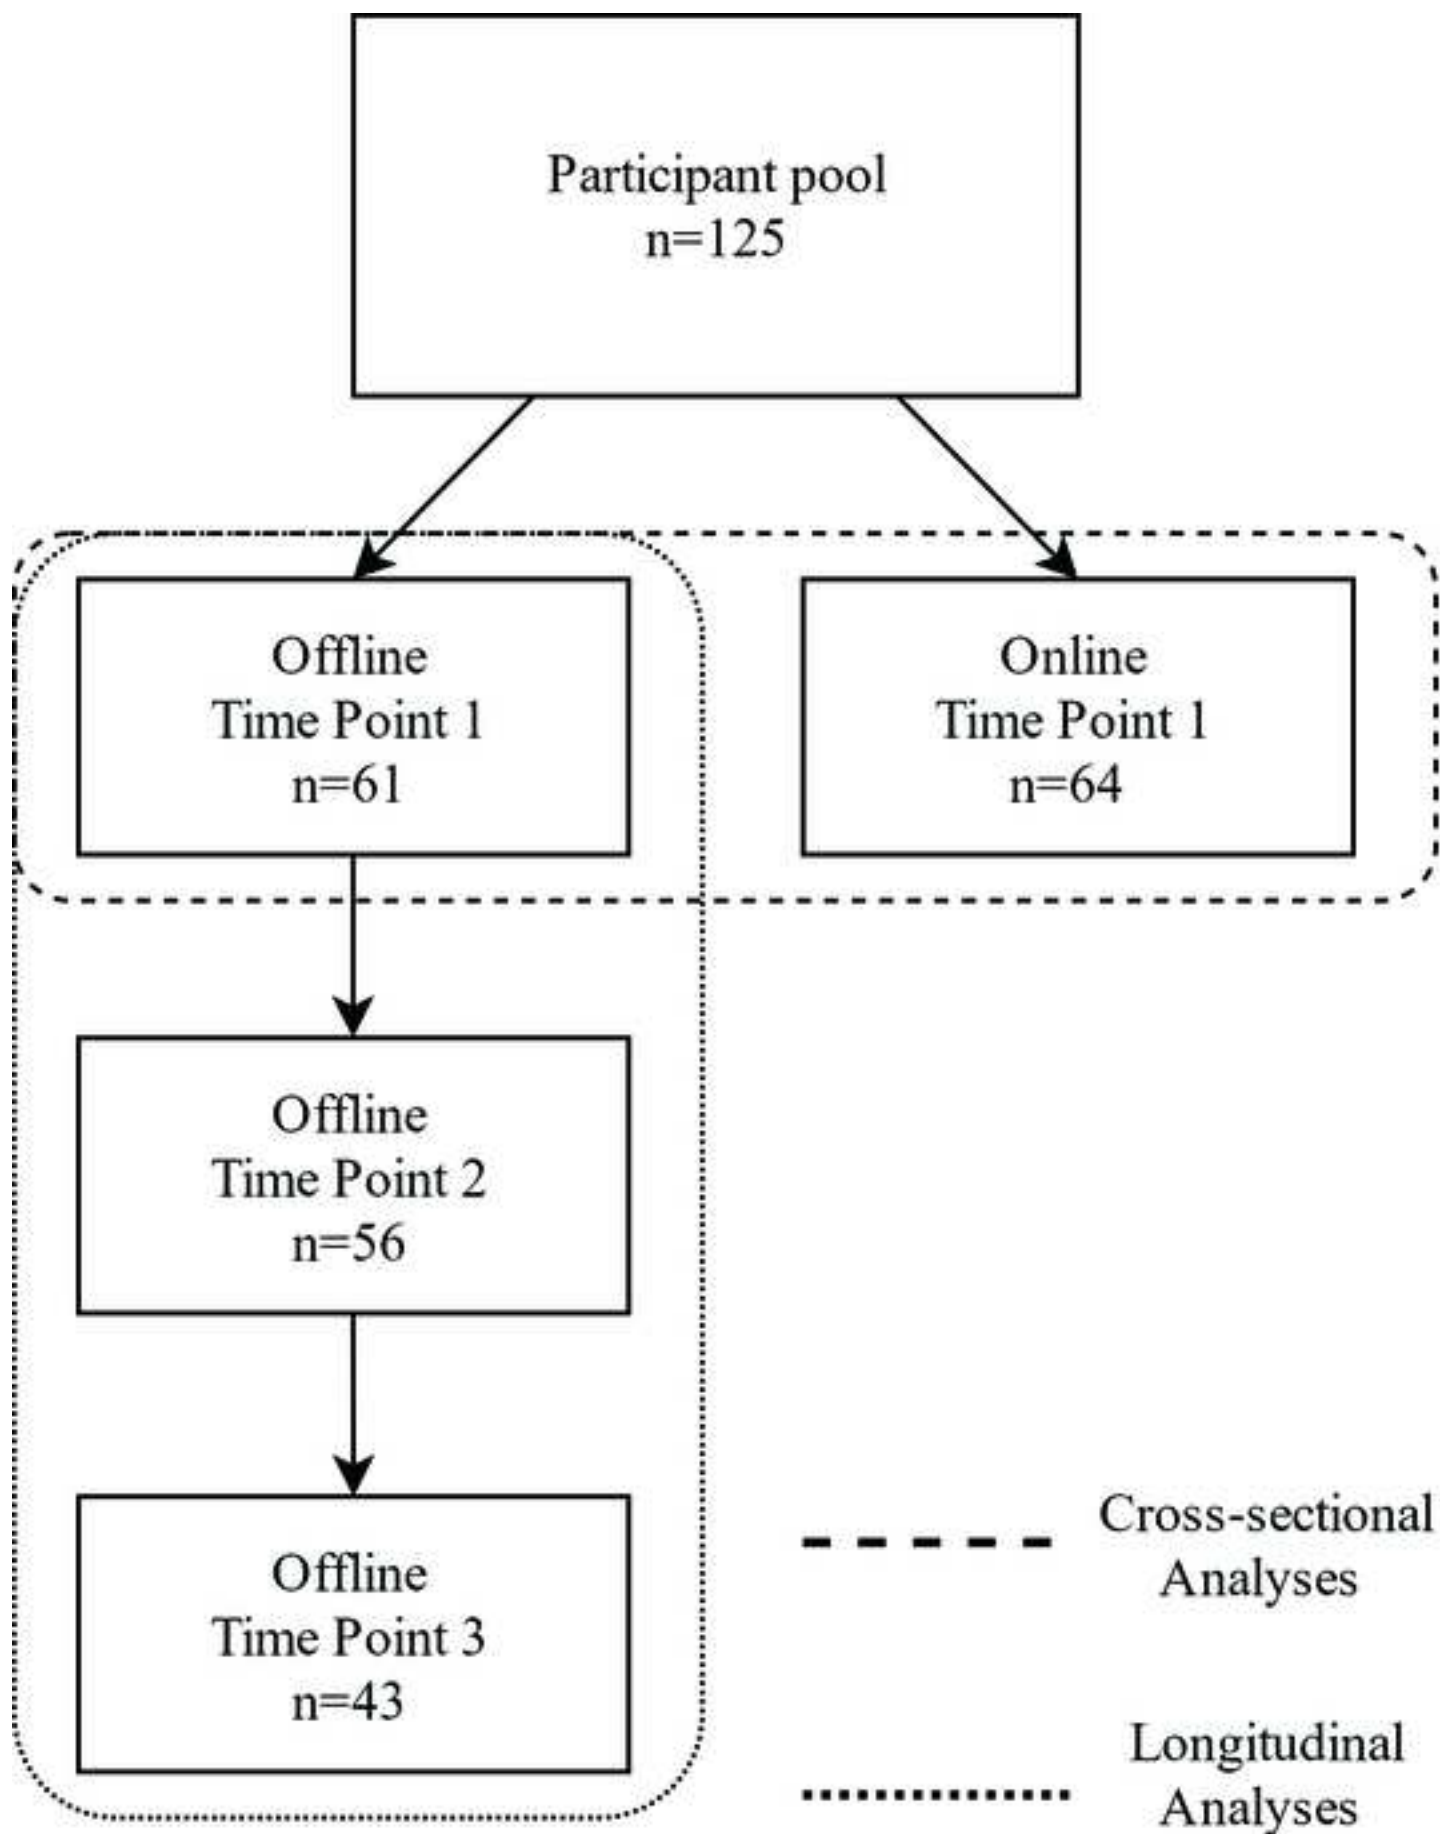 Participant pool
n=125
Offline
Time Point 1
n=61
Online
Time Point 1
n=64
Offline
Time Point 2
n=56
Offline
Time Point 3
n=43
Cross-sectional
Analyses
Longitudinal
Analyses